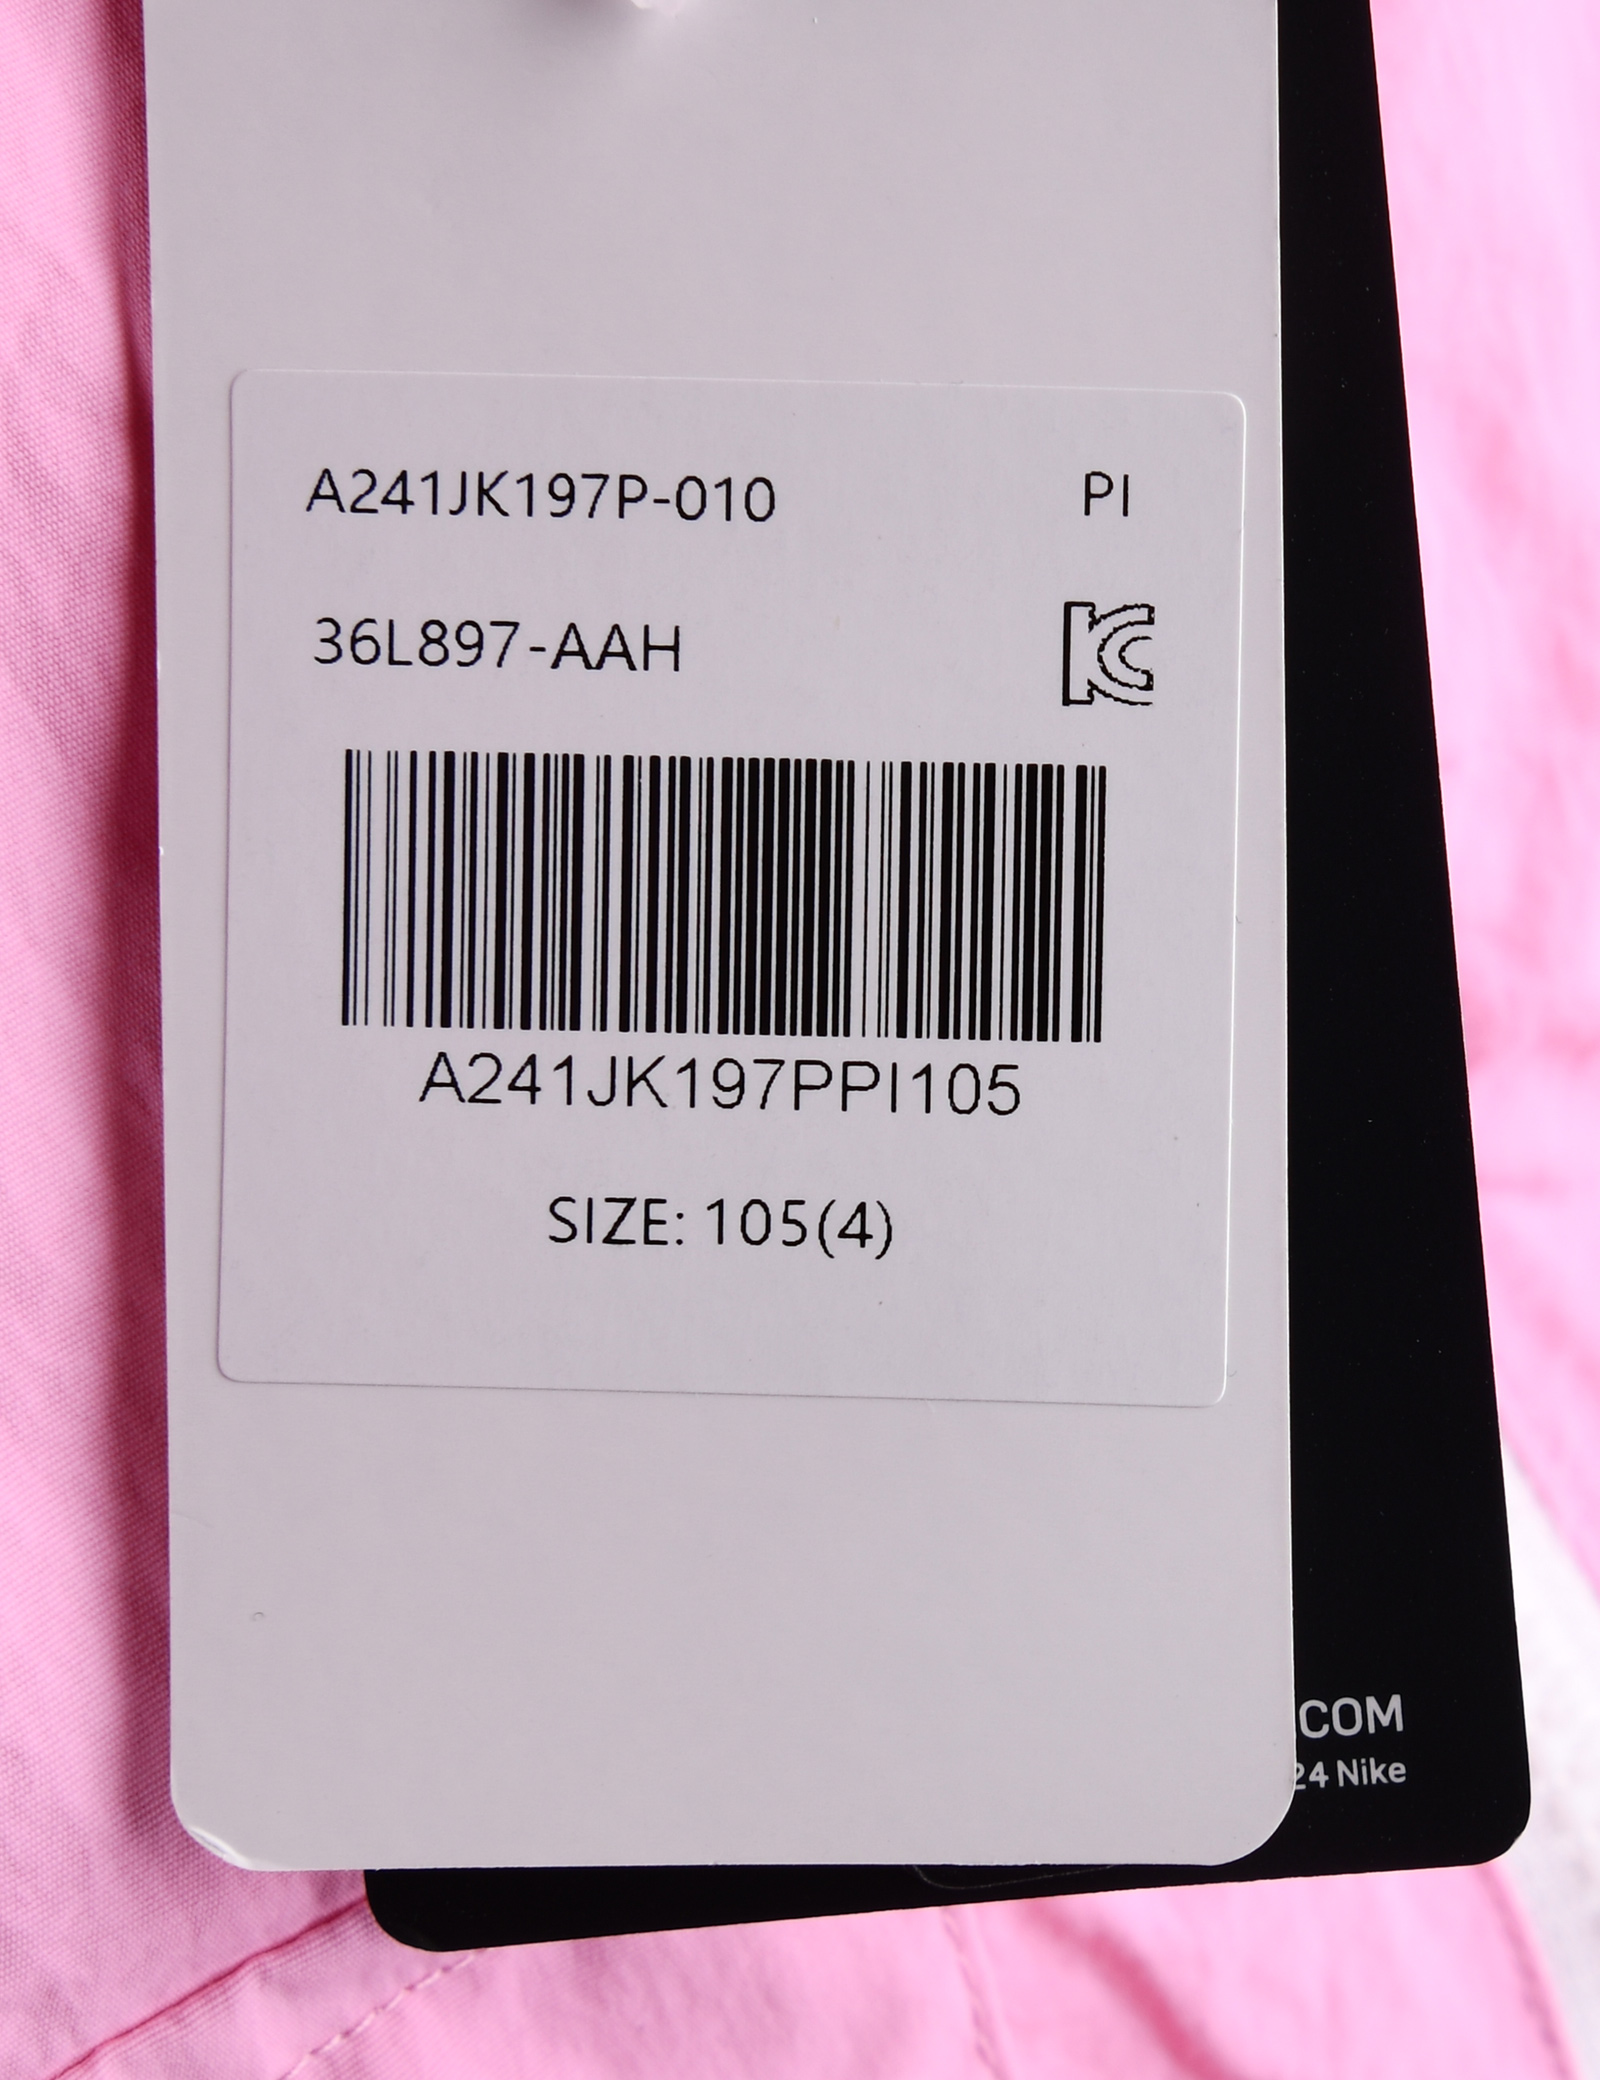 A241JK197P-010 PI
36L897-AAH
A241JK197PPI105
SIZE: 105(4)
.COM
24 Nike